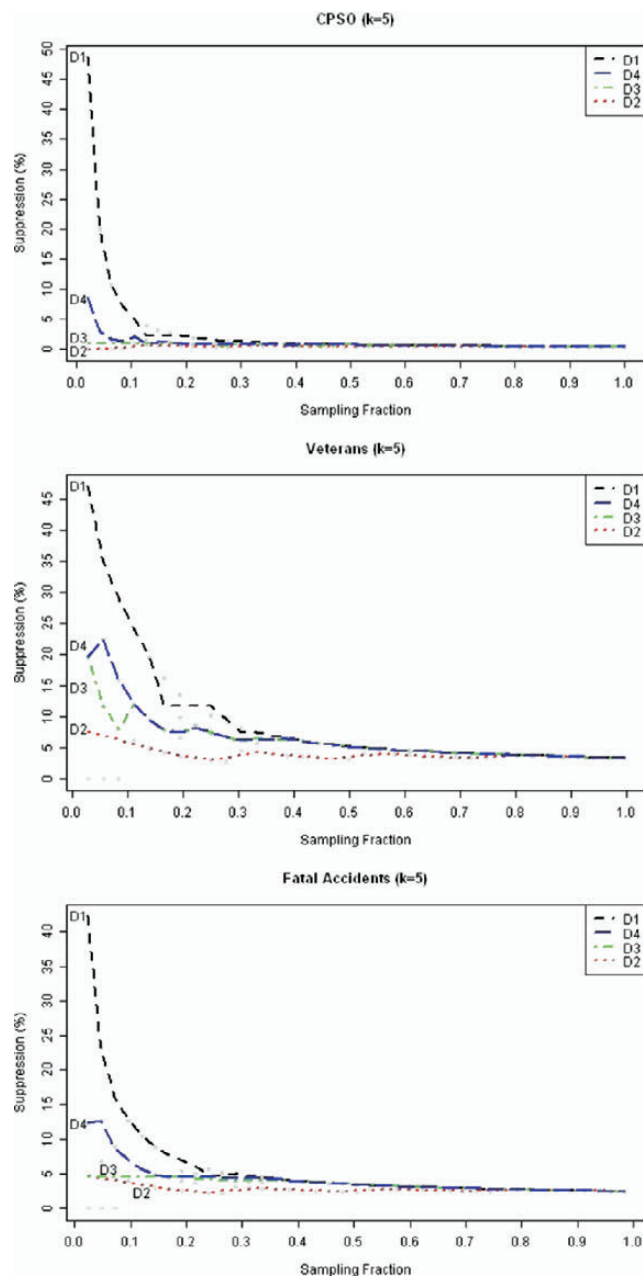 CPSO (k=5)
Suppression (%)
50
45
40
35
30
25
20
15
10
5
0
D1
D4
D3
D2
D1
D4
D3
D2
0.0 0.1 0.2 0.3 0.4 0.5 0.6 0.7 0.8 0.9 1.0
Sampling Fraction
Veterans (k=5)
Suppression (%)
45
40
35
30
25
20
15
10
5
0
D1
D4
D3
D2
D1
D4
D3
D2
0.0 0.1 0.2 0.3 0.4 0.5 0.6 0.7 0.8 0.9 1.0
Sampling Fraction
Fatal Accidents (k=5)
Suppression (%)
40
35
30
25
20
15
10
5
0
D1
D4
D3
D2
D1
D4
D3
D2
0.0 0.1 0.2 0.3 0.4 0.5 0.6 0.7 0.8 0.9 1.0
Sampling Fraction